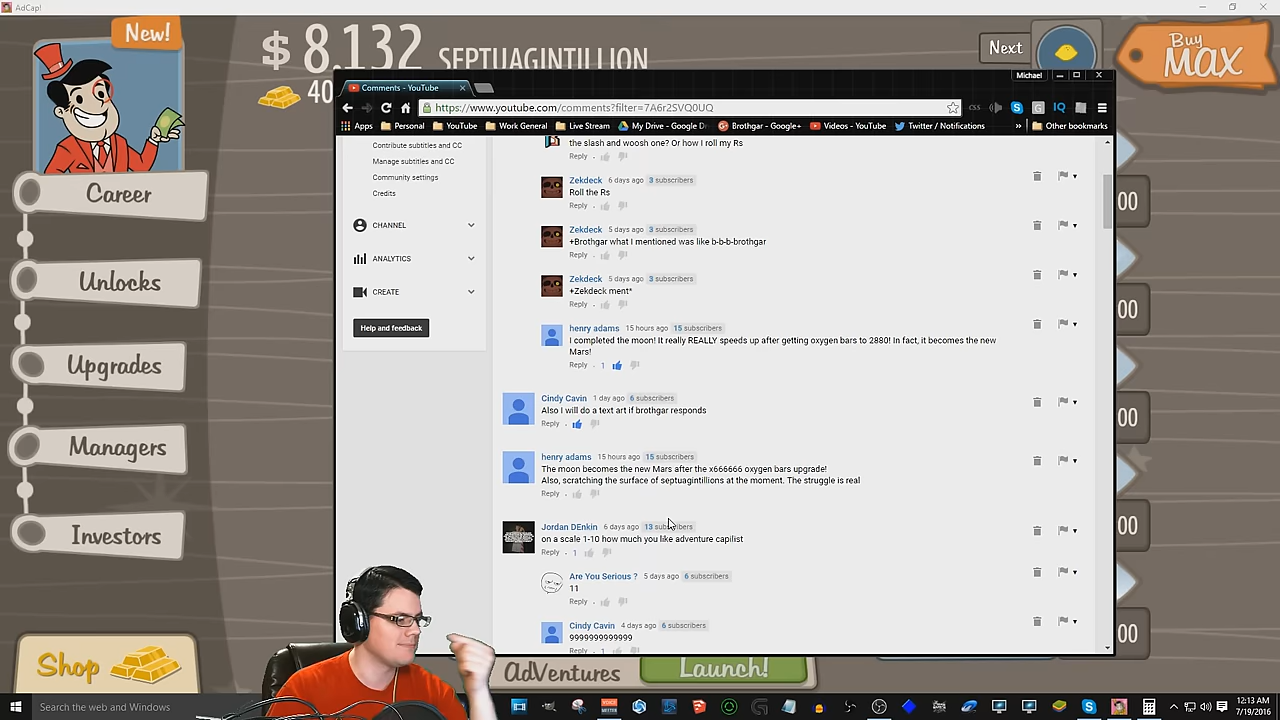 AdCap!
New!
$ 8.132 SEPTUAGINTILLION
40
Next
Buy
MAX
Career
Unlocks
Upgrades
Managers
Investors
Shop
AdVentures
Launch!
00
00
00
00
00
Michael
Comments - YouTube
https://www.youtube.com/comments?filter=7A6r2SVQ0UQ
CSS
IQ
Apps Personal YouTube Work General Live Stream My Drive - Google D Brothgar - Google+ Videos - YouTube Twitter / Notifications » Other bookmarks
Contribute subtitles and CC
Manage subtitles and CC
Community settings
Credits
CHANNEL
ANALYTICS
CREATE
Help and feedback
the slash and woosh one? Or how I roll my Rs
Reply
Zekdeck 6 days ago 3 subscribers
Roll the Rs
Reply
Zekdeck 5 days ago 3 subscribers
+Brothgar what I mentioned was like b-b-b-brothgar
Reply
Zekdeck 5 days ago 3 subscribers
+Zekdeck ment*
Reply
henry adams 15 hours ago 15 subscribers
I completed the moon! It really REALLY speeds up after getting oxygen bars to 2880! In fact, it becomes the new
Mars!
Reply 1
Cindy Cavin 1 day ago 6 subscribers
Also I will do a text art if brothgar responds
Reply
henry adams 15 hours ago 15 subscribers
The moon becomes the new Mars after the x666666 oxygen bars upgrade!
Also, scratching the surface of septuagintillions at the moment. The struggle is real
Reply
Jordan DEnkin 6 days ago 13 subscribers
on a scale 1-10 how much you like adventure capilist
Reply 1
Are You Serious ? 5 days ago 6 subscribers
11
Reply
Cindy Cavin 4 days ago 6 subscribers
9999999999999
Reply 1
Search the web and Windows
12:13 AM
7/19/2016